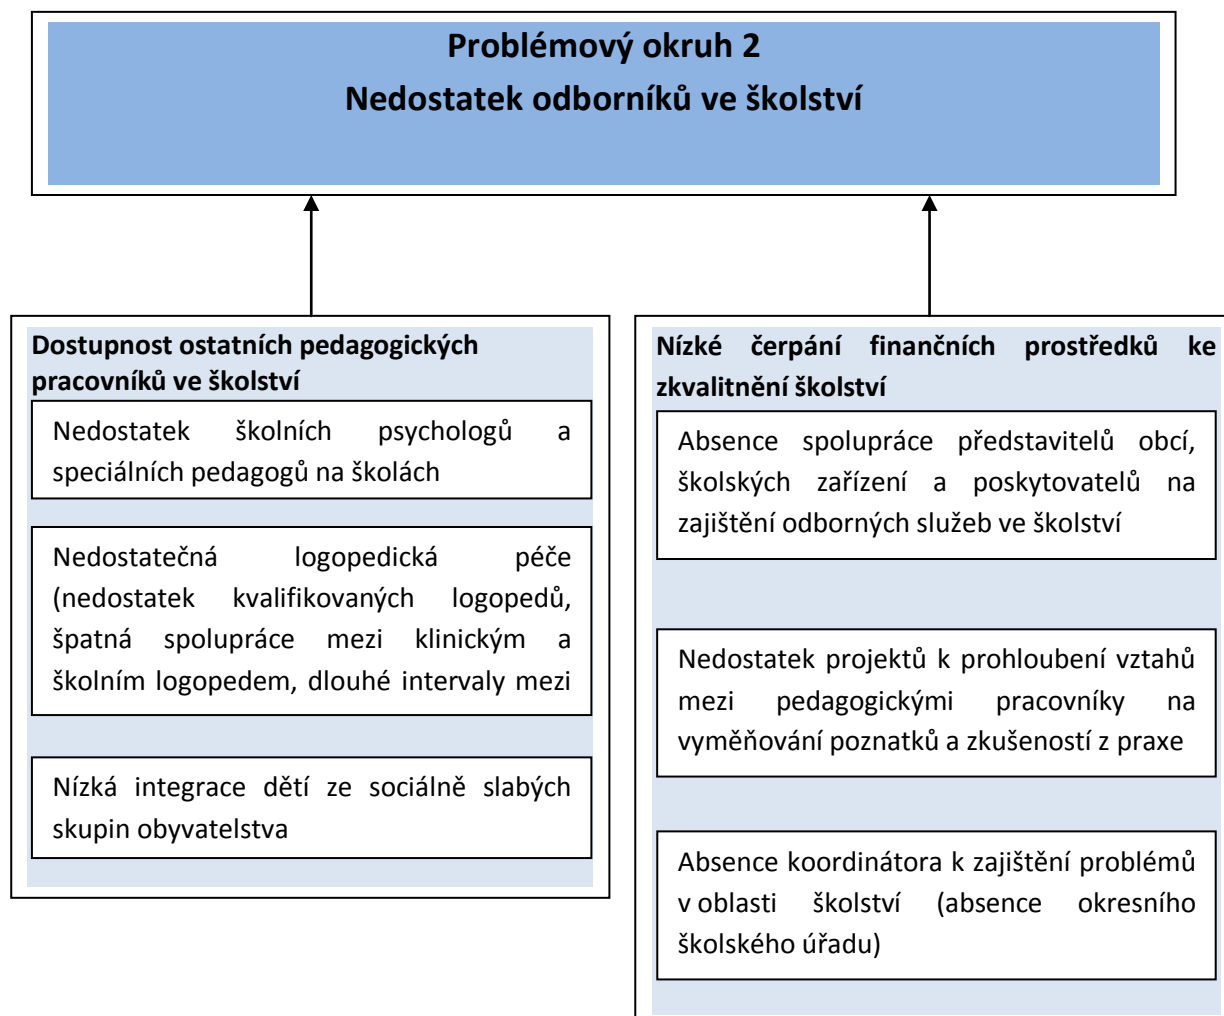 Problémový okruh 2
Nedostatek odborníků ve školství
Dostupnost ostatních pedagogických
pracovníků ve školství
Nedostatek školních psychologů a
speciálních pedagogů na školách
Nedostatečná logopedická péče
(nedostatek kvalifikovaných logopedů,
špatná spolupráce mezi klinickým a
školním logopedem, dlouhé intervaly mezi
Nízká integrace dětí ze sociálně slabých
skupin obyvatelstva
Nízké čerpání finančních prostředků ke
zkvalitnění školství
Absence spolupráce představitelů obcí,
školských zařízení a poskytovatelů na
zajištění odborných služeb ve školství
Nedostatek projektů k prohloubení vztahů
mezi pedagogickými pracovníky na
vyměňování poznatků a zkušeností z praxe
Absence koordinátora k zajištění problémů
v oblasti školství (absence okresního
školského úřadu)